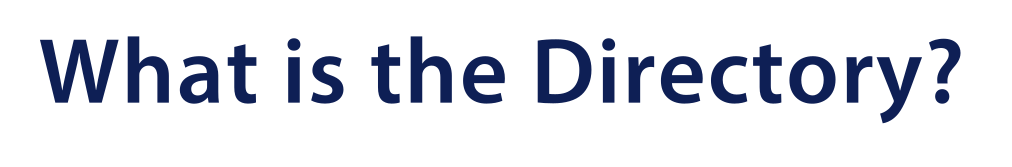 What is the Directory?